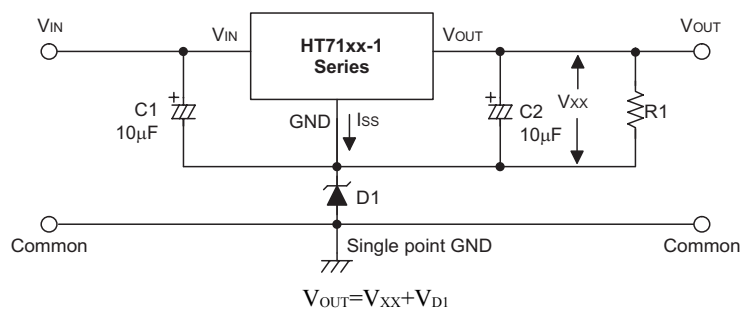 VIN
VIN
HT71xx-1
Series
VOUT
VOUT
C1
10μF
GND
ISS
C2
10μF
VXX
R1
D1
Common
Single point GND
Common
VOUT=VXX+VD1